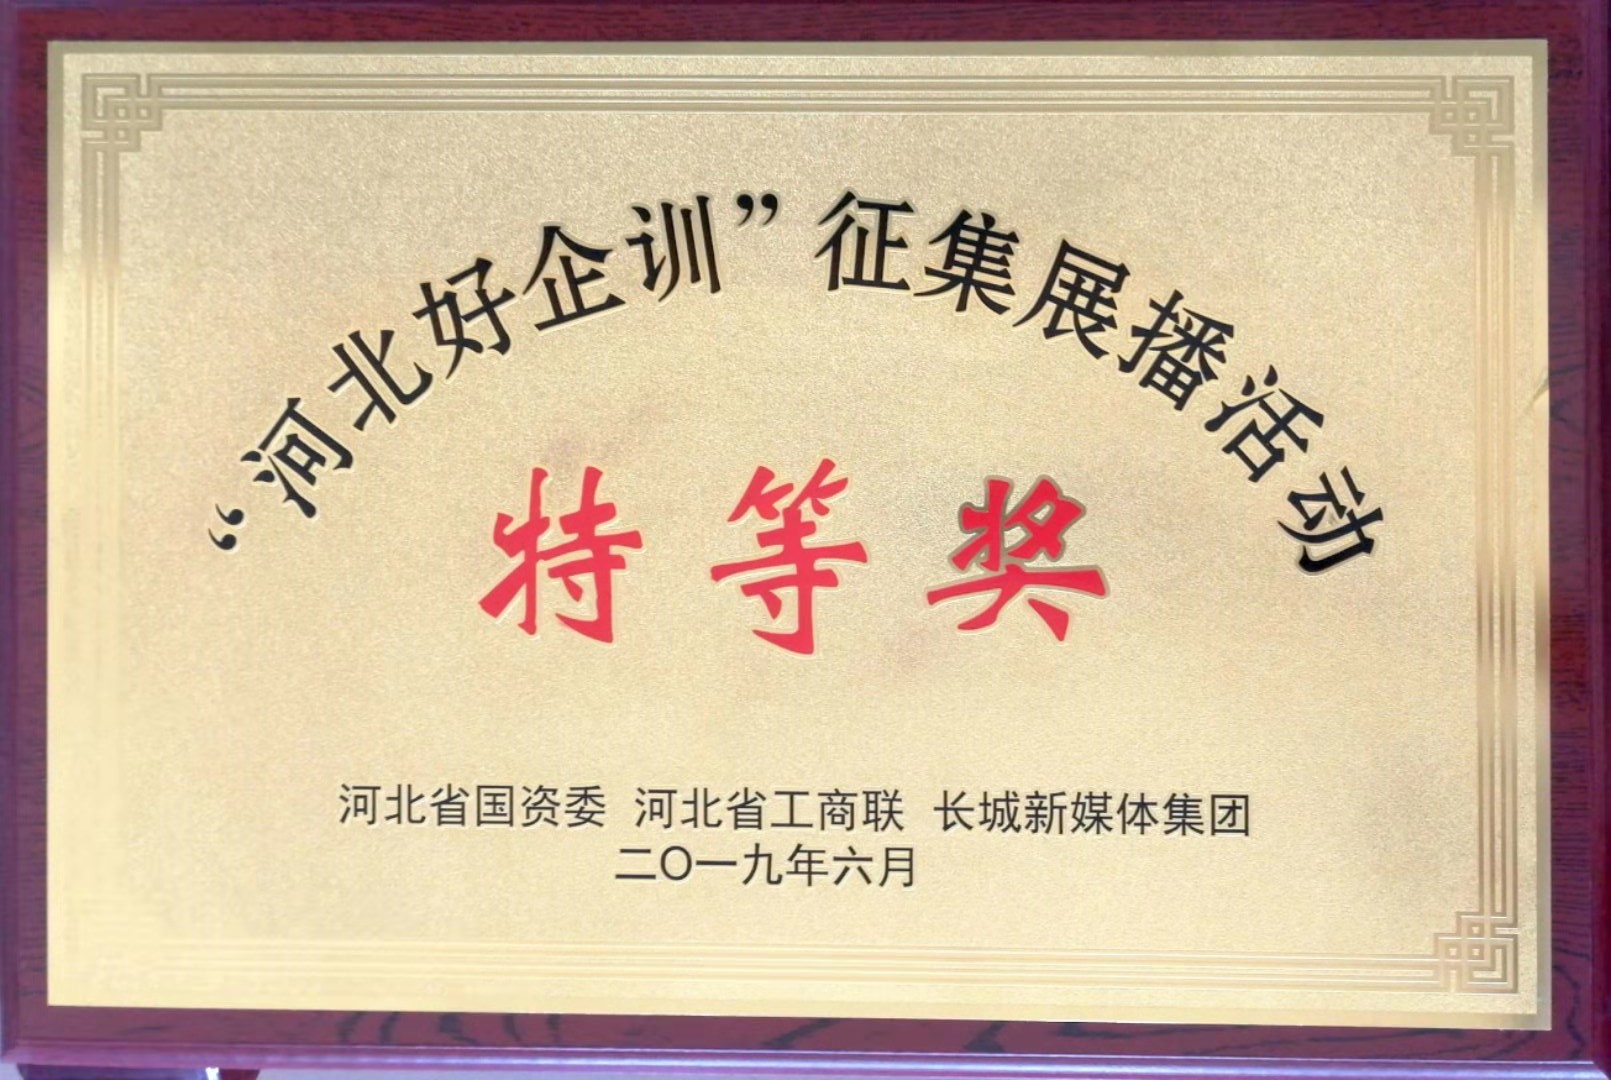 “河北好企训”征集展播活动
特等奖
河北省国资委 河北省工商联 长城新媒体集团
二〇一九年六月